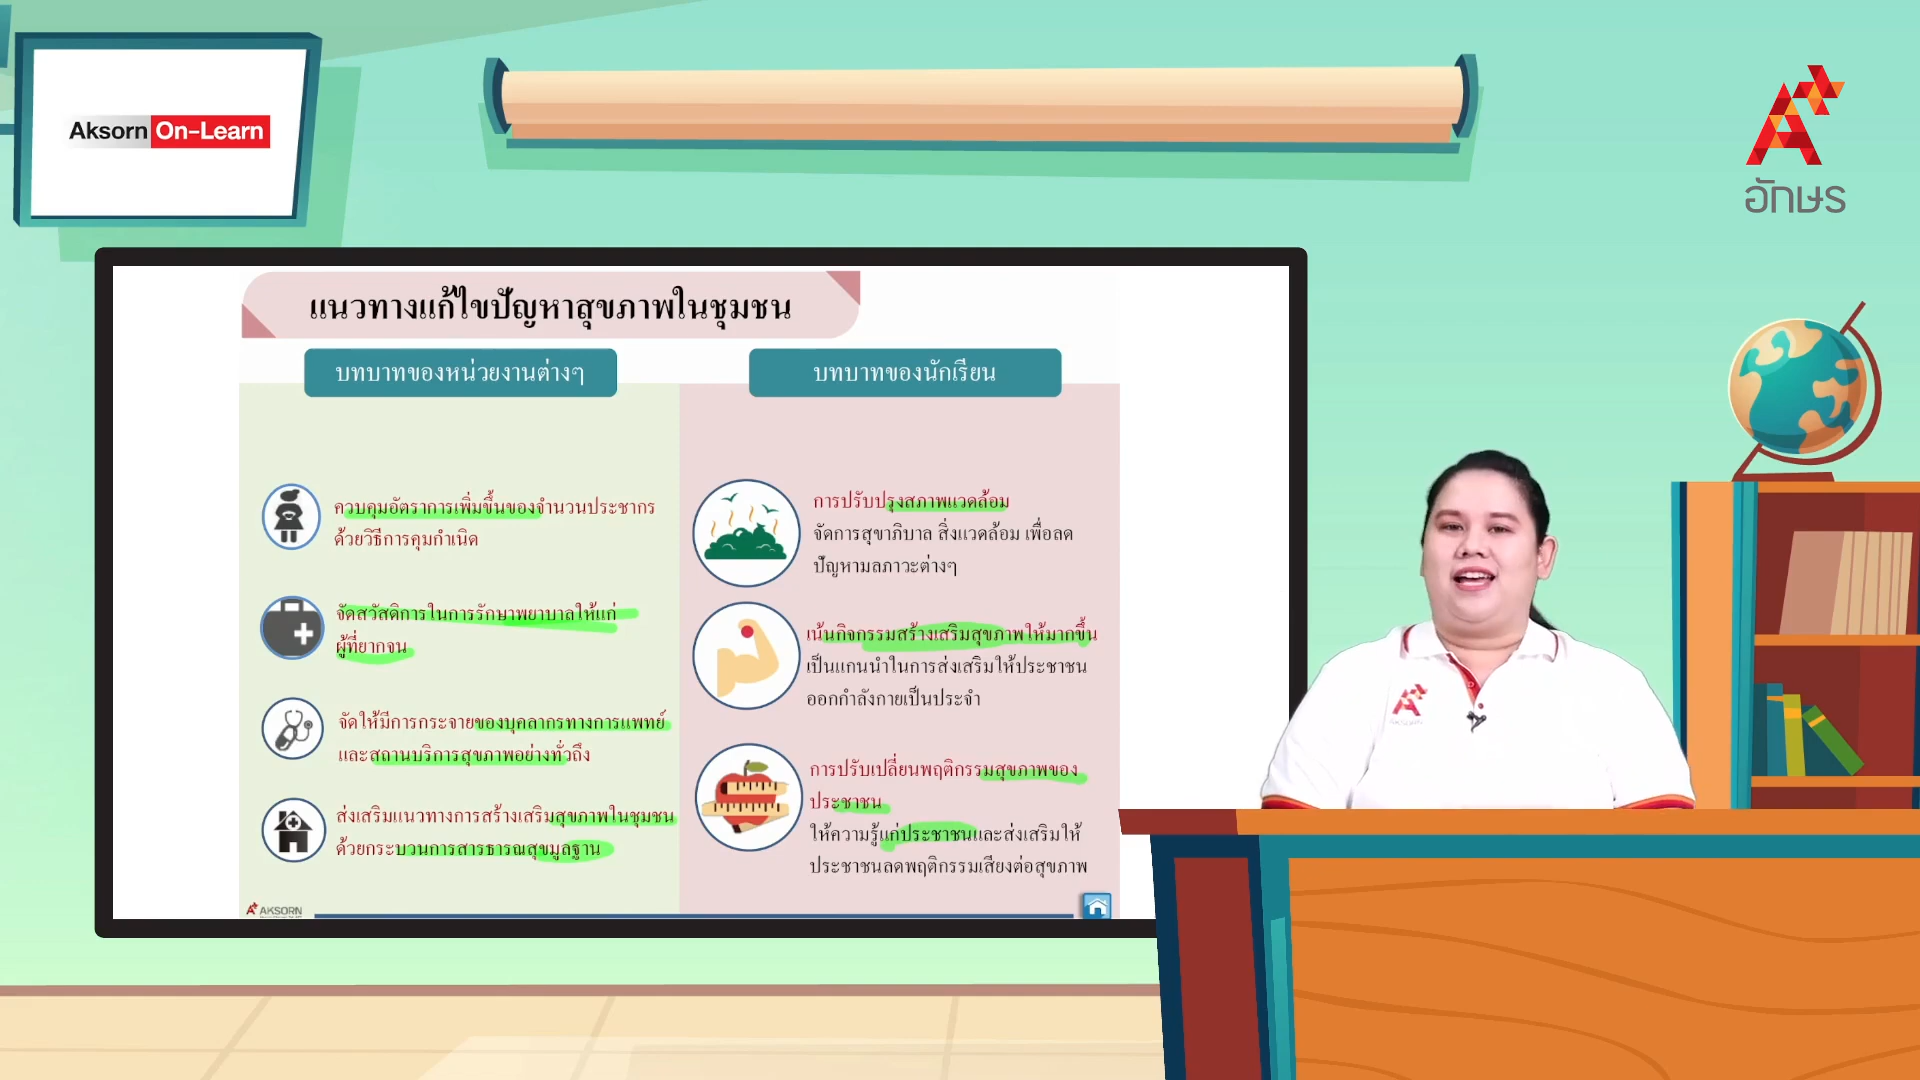 Aksorn On-Learn
อักษร
แนวทางแก้ไขปัญหาสุขภาพในชุมชน
บทบาทของหน่วยงานต่างๆ
ควบคุมอัตราการเพิ่มขึ้นของจำนวนประชากร
ด้วยวิธีการคุมกำเนิด
จัดสวัสดิการในการรักษาพยาบาลให้แก่
ผู้ที่ยากจน
จัดให้มีการกระจายของบุคลากรทางการแพทย์
และสถานบริการสุขภาพอย่างทั่วถึง
ส่งเสริมแนวทางการสร้างเสริมสุขภาพในชุมชน
ด้วยกระบวนการสารธารณสุขมูลฐาน
บทบาทของนักเรียน
การปรับปรุงสภาพแวดล้อม
จัดการสุขาภิบาล สิ่งแวดล้อม เพื่อลด
ปัญหามลภาวะต่างๆ
เน้นกิจกรรมสร้างเสริมสุขภาพให้มากขึ้น
เป็นแกนนำในการส่งเสริมให้ประชาชน
ออกกำลังกายเป็นประจำ
การปรับเปลี่ยนพฤติกรรมสุขภาพของ
ประชาชน
ให้ความรู้แก่ประชาชนและส่งเสริมให้
ประชาชนลดพฤติกรรมเสี่ยงต่อสุขภาพ
AKSORN